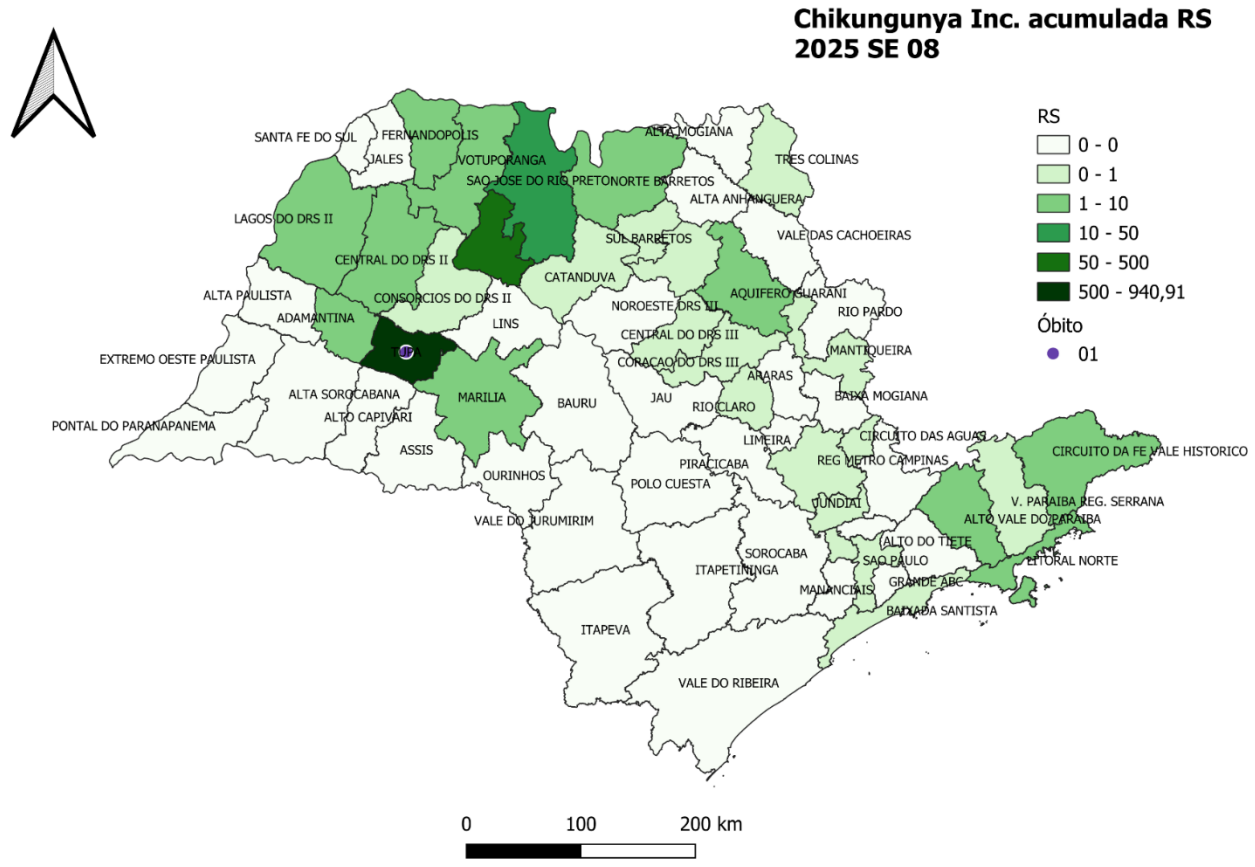 Chikungunya Inc. acumulada RS
2025 SE 08
RS
0 - 0
0 - 1
1 - 10
10 - 50
50 - 500
500 - 940,91
Óbito
01
SANTA FE DO SUL
JALES
FERNANDOPOLIS
VOTUPORANGA
SAO JOSE DO RIO PRETO
NORTE BARRETOS
ALTA MOGIANA
TRES COLINAS
ALTA ANHANGUERA
LAGOS DO DRS II
VALE DAS CACHOEIRAS
SUL BARRETOS
CENTRAL DO DRS II
CATANDUVA
AQUIFERO GUARANI
ALTA PAULISTA
CONSORCIOS DO DRS II
NOROESTE DRS III
RIO PARDO
ADAMANTINA
LINS
CENTRAL DO DRS III
MANTIQUEIRA
TUPA
EXTREMO OESTE PAULISTA
CORACAO DO DRS III
ARARAS
ALTA SOROCABANA
MARILIA
BAURU
JAU
RIO CLARO
BAIXA MOGIANA
ALTO CAPIVARI
PONTAL DO PARANAPANEMA
ASSIS
LIMEIRA
CIRCUITO DAS AGUAS
CIRCUITO DA FE VALE HISTORICO
PIRACICABA
REG METRO CAMPINAS
OURINHOS
POLO CUESTA
JUNDIAI
V. PARAIBA REG. SERRANA
VALE DO JURUMIRIM
ALTO VALE DO PARAIBA
ALTO DO TIETE
SOROCABA
SAO PAULO
LITORAL NORTE
ITAPETININGA
GRANDE ABC
MANANCIAIS
BAIXADA SANTISTA
ITAPEVA
VALE DO RIBEIRA
0 100 200 km